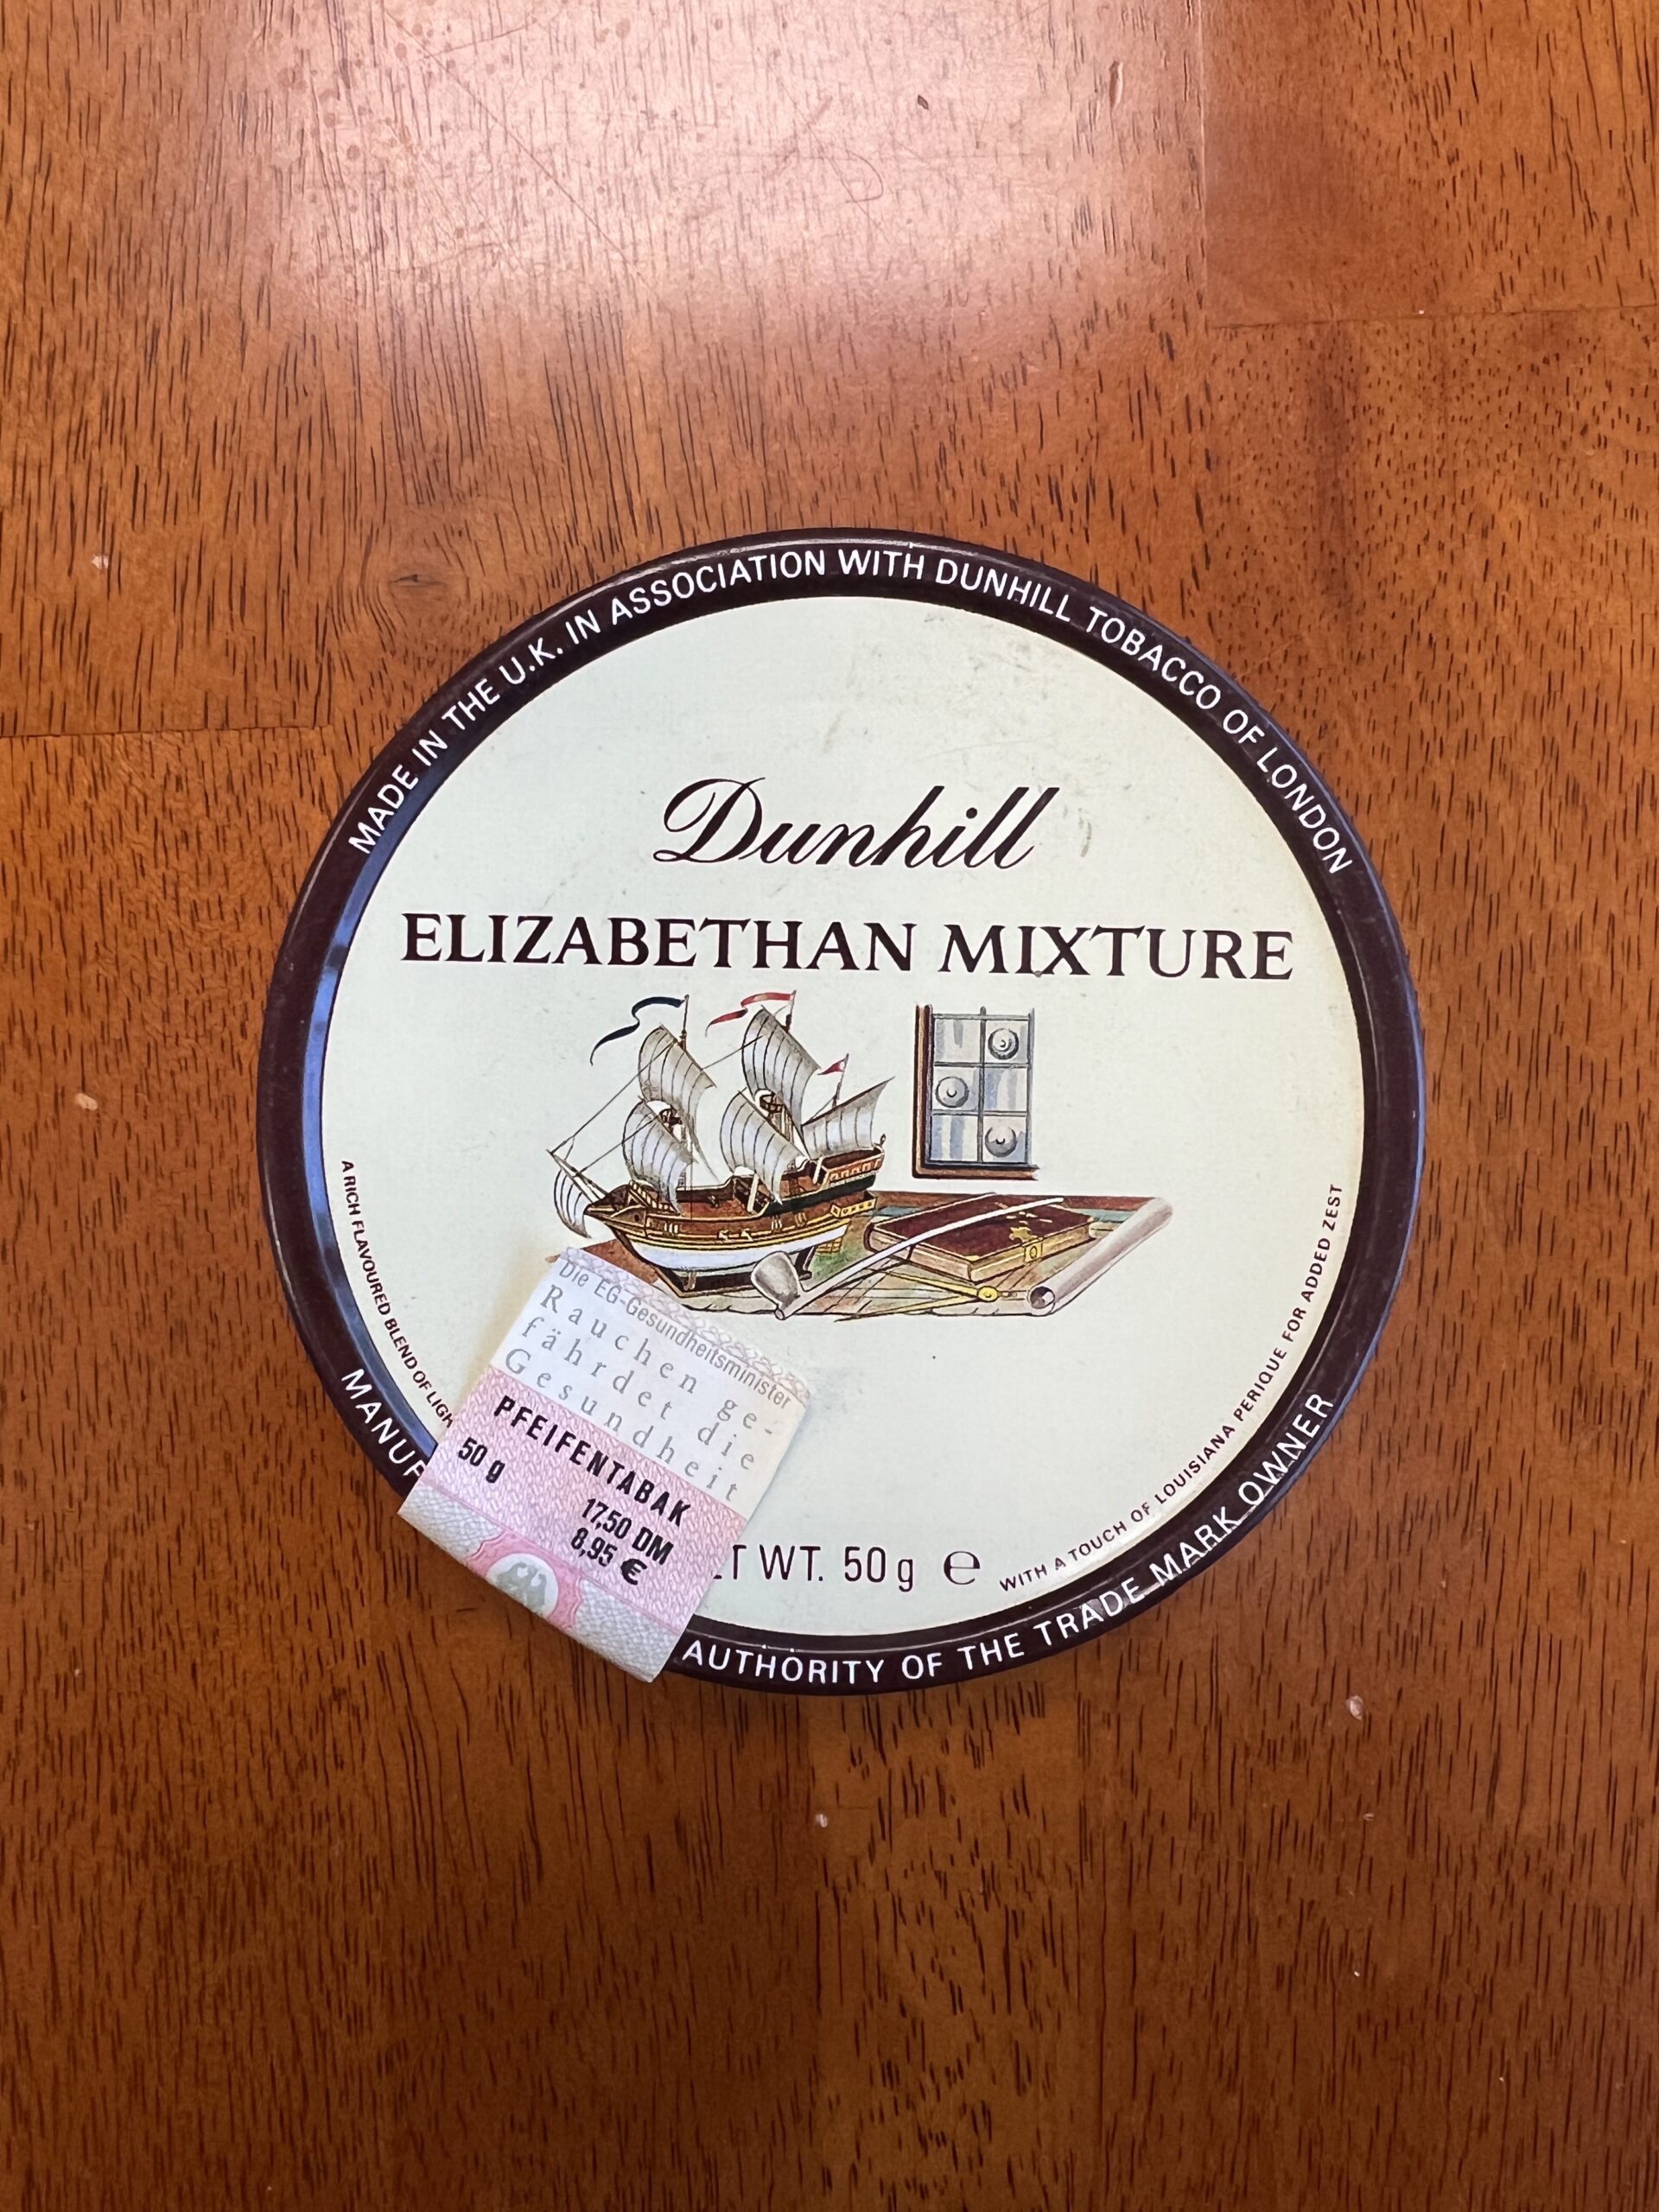 MADE IN THE U.K. IN ASSOCIATION WITH DUNHILL TOBACCO OF LONDON
Dunhill
ELIZABETHAN MIXTURE
A RICH FLAVOURED BLEND OF LIGH
WITH A TOUCH OF LOUISIANA PERIQUE FOR ADDED ZEST
Die EG-Gesundheitsminister
Rauchen ge-
fährdet die
Gesundheit
PFEIFENTABAK
50 g
17,50 DM
8,95 €
T WT. 50 g e
MANUF
AUTHORITY OF THE TRADE MARK OWNER